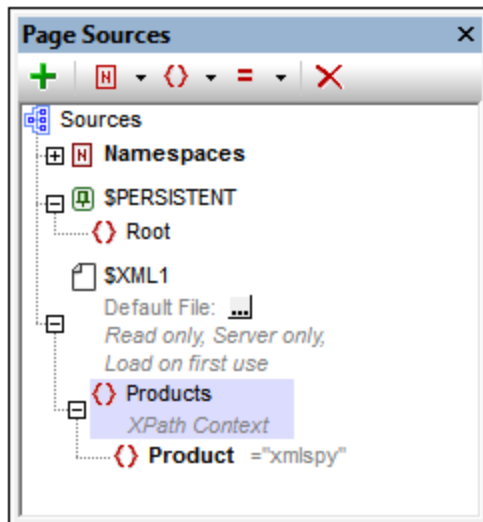 Page Sources
Sources
N Namespaces
$PERSISTENT
{} Root
$XML1
Default File: ...
Read only, Server only,
Load on first use
{} Products
XPath Context
{} Product ="xmlspy"